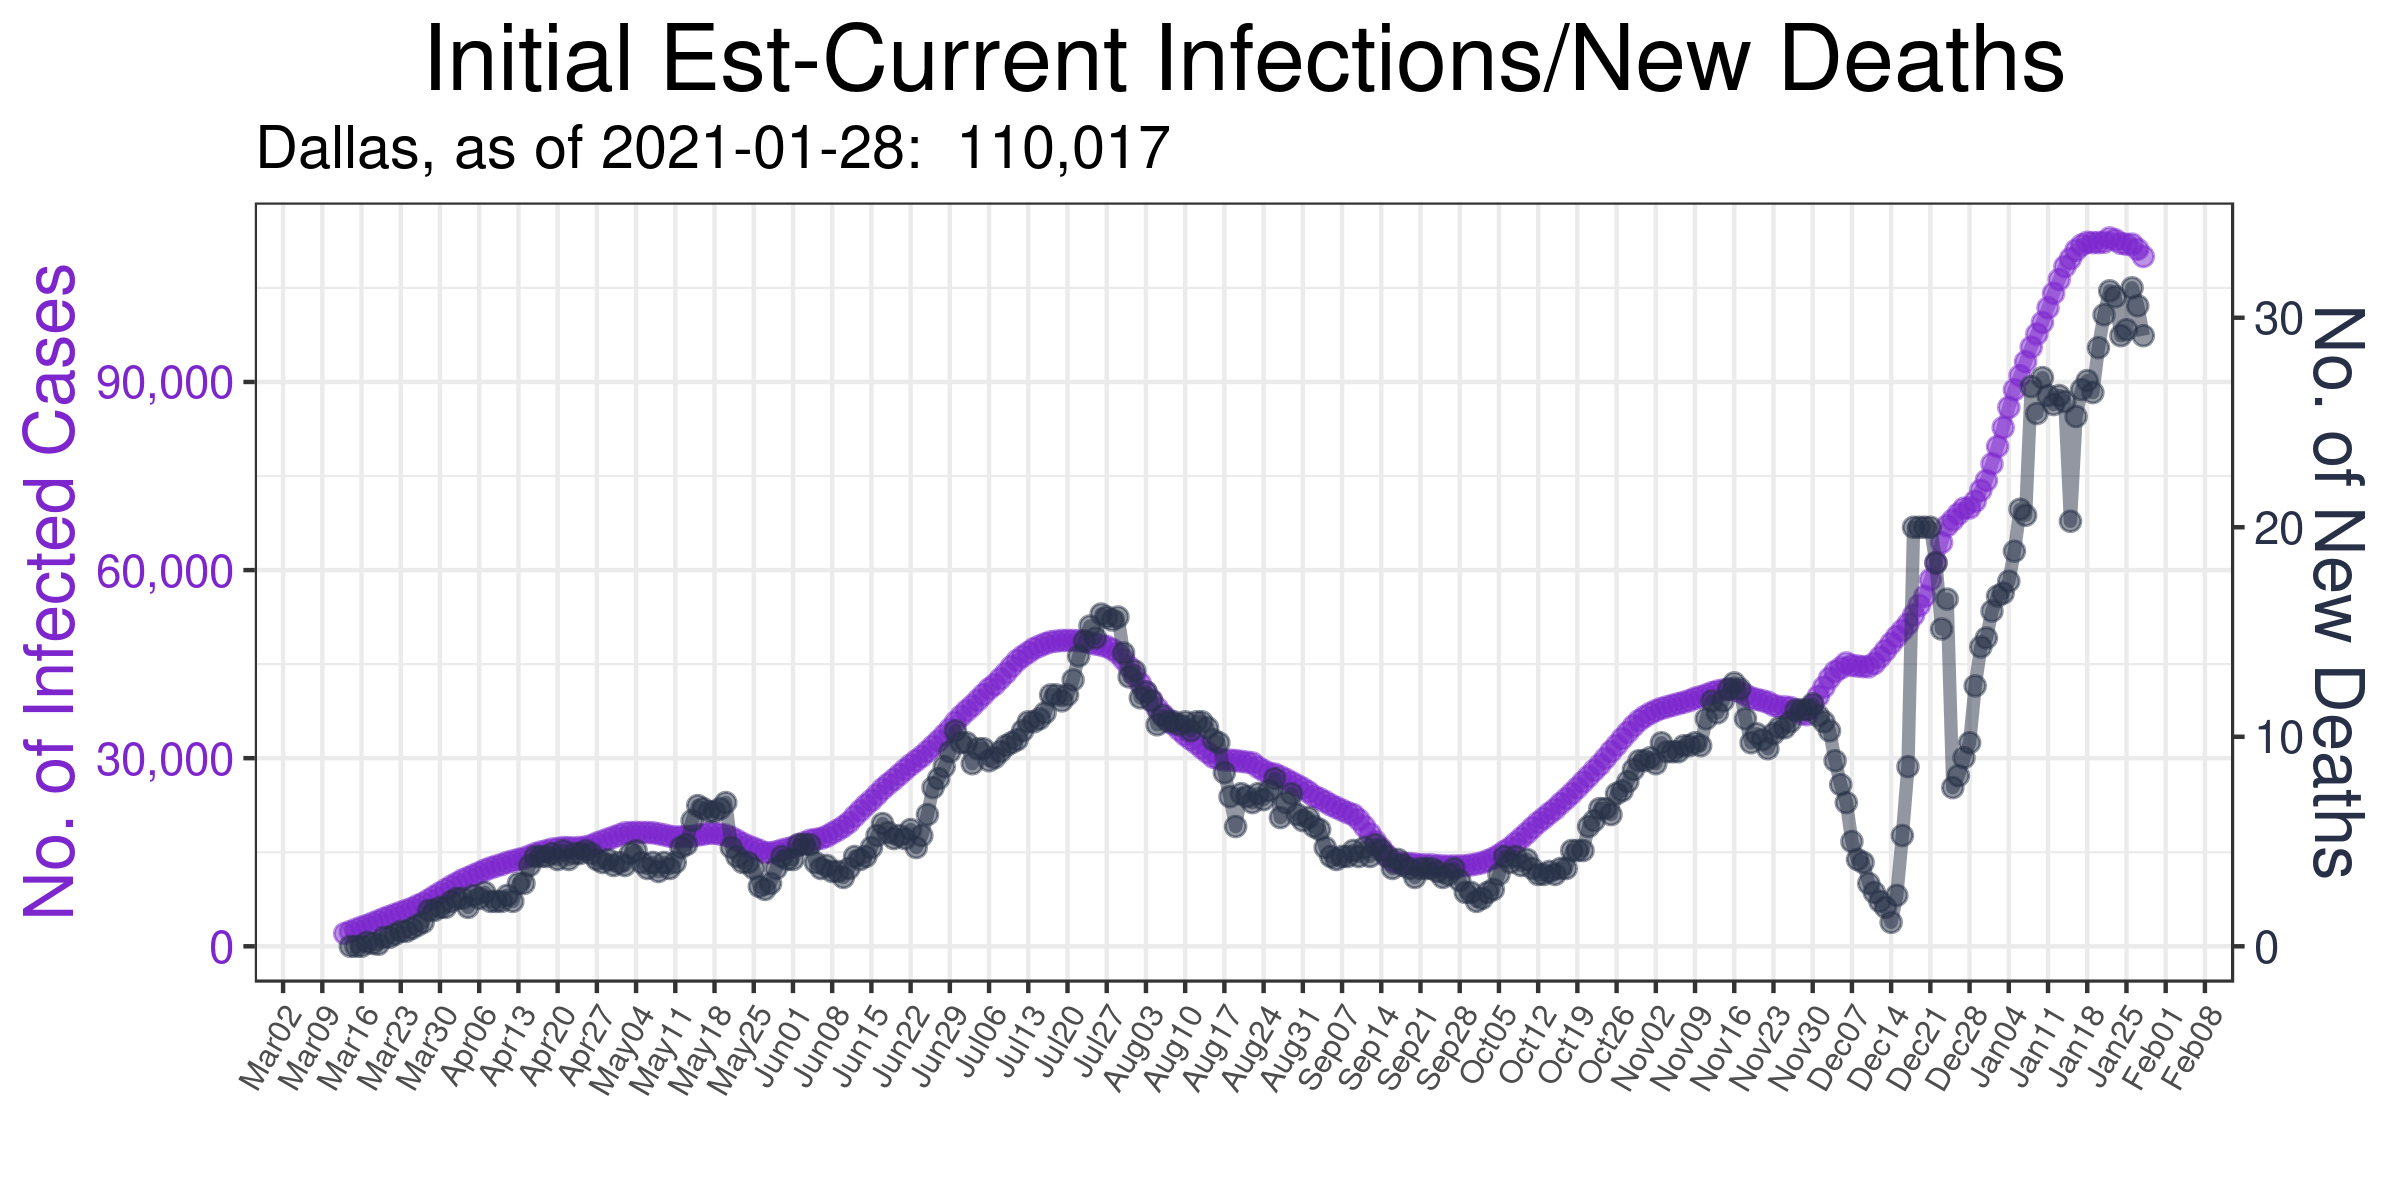 Initial Est-Current Infections/New Deaths
Dallas, as of 2021-01-28:  110,017
No. of Infected Cases
90,000
60,000
30,000
0
30
20
10
0
No. of New Deaths
Mar02
Mar09
Mar16
Mar23
Mar30
Apr06
Apr13
Apr20
Apr27
May04
May11
May18
May25
Jun01
Jun08
Jun15
Jun22
Jun29
Jul06
Jul13
Jul20
Jul27
Aug03
Aug10
Aug17
Aug24
Aug31
Sep07
Sep14
Sep21
Sep28
Oct05
Oct12
Oct19
Oct26
Nov02
Nov09
Nov16
Nov23
Nov30
Dec07
Dec14
Dec21
Dec28
Jan04
Jan11
Jan18
Jan25
Feb01
Feb08